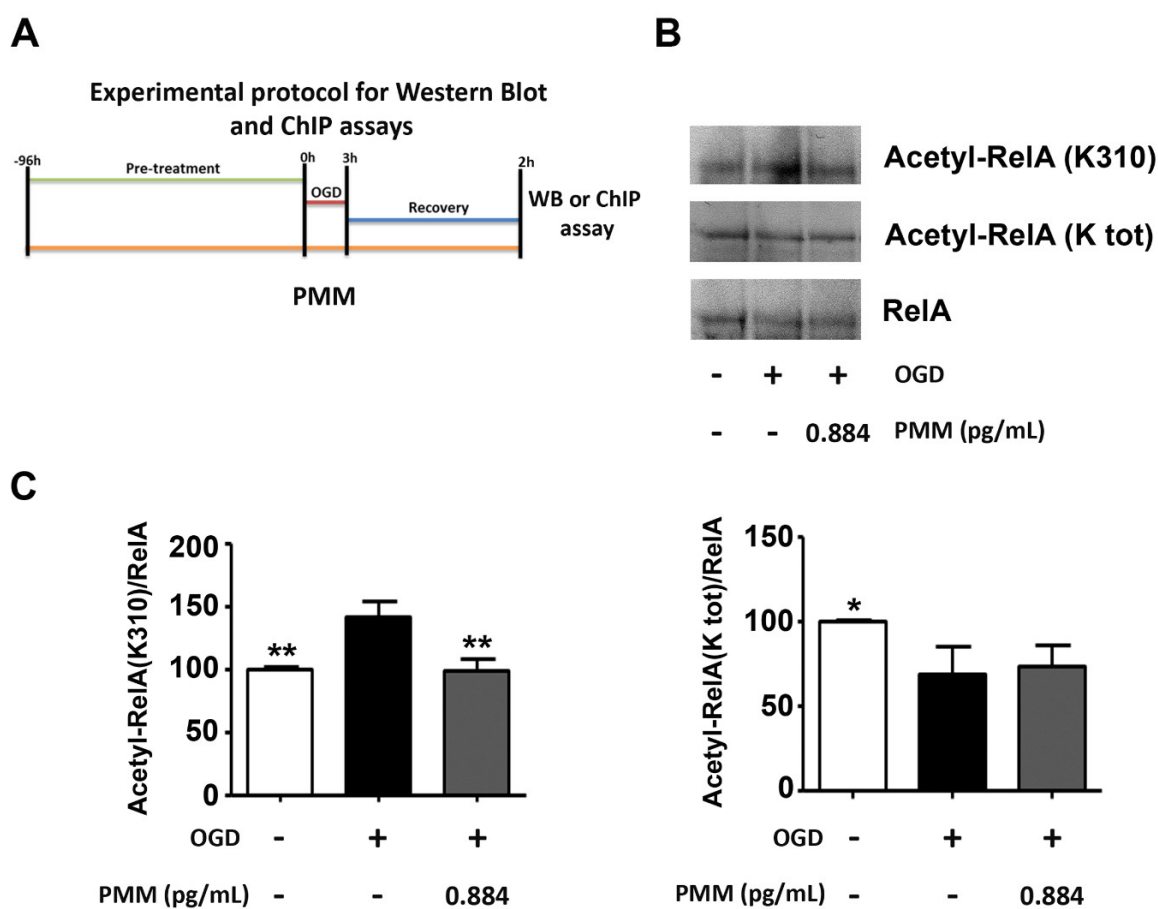 A
Experimental protocol for Western Blot
and ChIP assays
-96h
0h
3h
2h
Pre-treatment
OGD
Recovery
WB or ChIP
assay
PMM
B
Acetyl-RelA (K310)
Acetyl-RelA (K tot)
RelA
- + + OGD
- - 0.884 PMM (pg/mL)
C
Acetyl-RelA(K310)/RelA
200
150
100
50
0
** **
OGD - + +
PMM (pg/mL) - - 0.884
Acetyl-RelA(K tot)/RelA
150
100
50
0
*
OGD - + +
PMM (pg/mL) - - 0.884